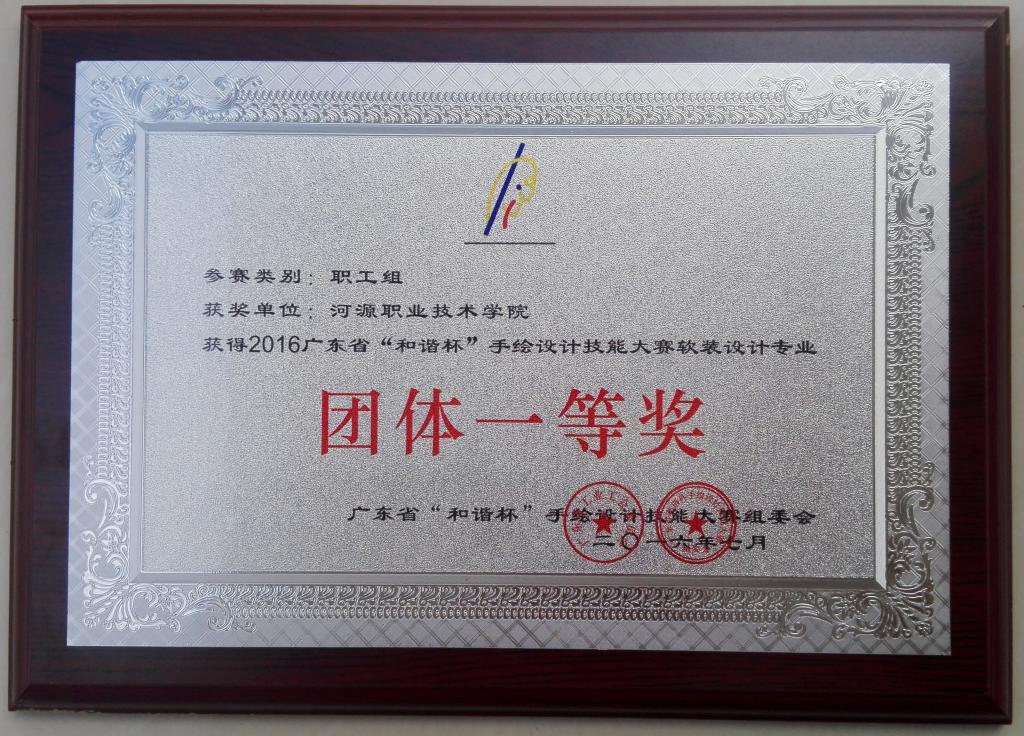 参赛类别：职工组
获奖单位：河源职业技术学院
获得2016广东省“和谐杯”手绘设计技能大赛软装设计专业
团体一等奖
广东省“和谐杯”手绘设计技能大赛组委会
二〇一六年七月